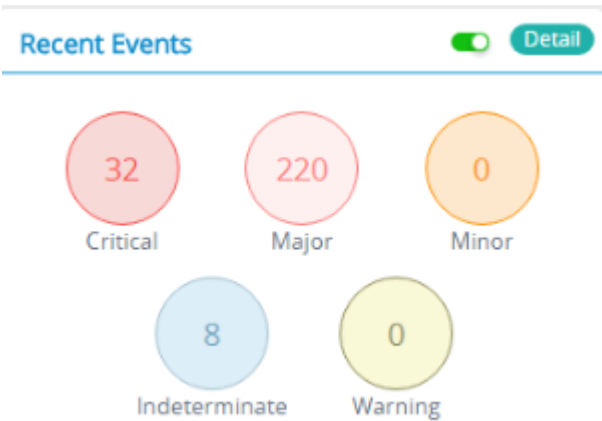 Recent Events Detail
32 220 0
Critical Major Minor
8 0
Indeterminate Warning